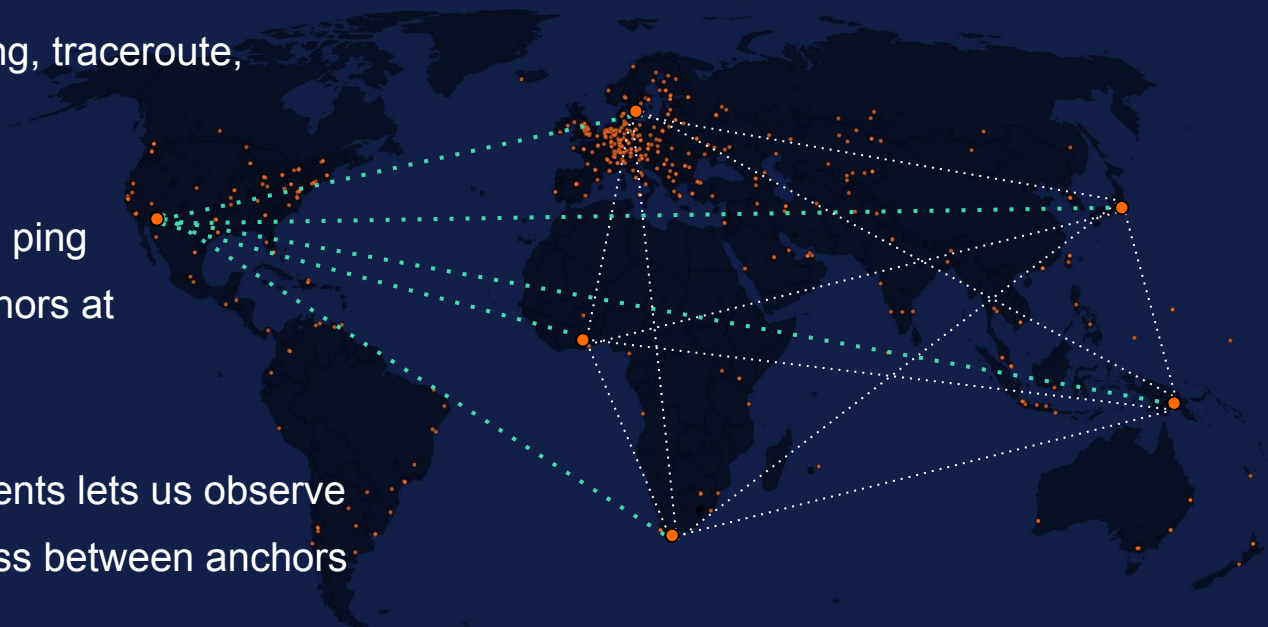 ng, traceroute,
ping
hors at
ents lets us observe
ss between anchors